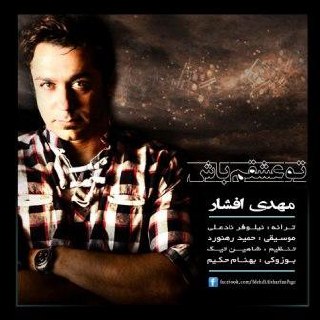 تو عشقم باش
مهدی افشار
ترانه : نیلوفر نادعلی
موسیقی : حمید رهنورد
تنظیم : شاهین تیک
بوزوکی : بهنام حکیم
facebook.com/MehdiAfsharFanPage